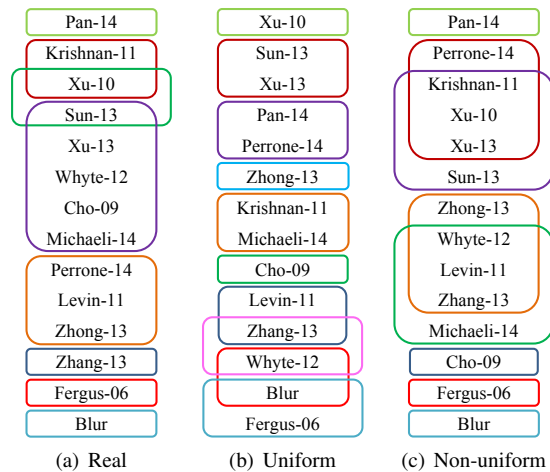 Pan-14
Krishnan-11
Xu-10
Sun-13
Xu-13
Whyte-12
Cho-09
Michaeli-14
Perrone-14
Levin-11
Zhong-13
Zhang-13
Fergus-06
Blur
(a) Real
Xu-10
Sun-13
Xu-13
Pan-14
Perrone-14
Zhong-13
Krishnan-11
Michaeli-14
Cho-09
Levin-11
Zhang-13
Whyte-12
Blur
Fergus-06
(b) Uniform
Pan-14
Perrone-14
Krishnan-11
Xu-10
Xu-13
Sun-13
Zhong-13
Whyte-12
Levin-11
Zhang-13
Michaeli-14
Cho-09
Fergus-06
Blur
(c) Non-uniform